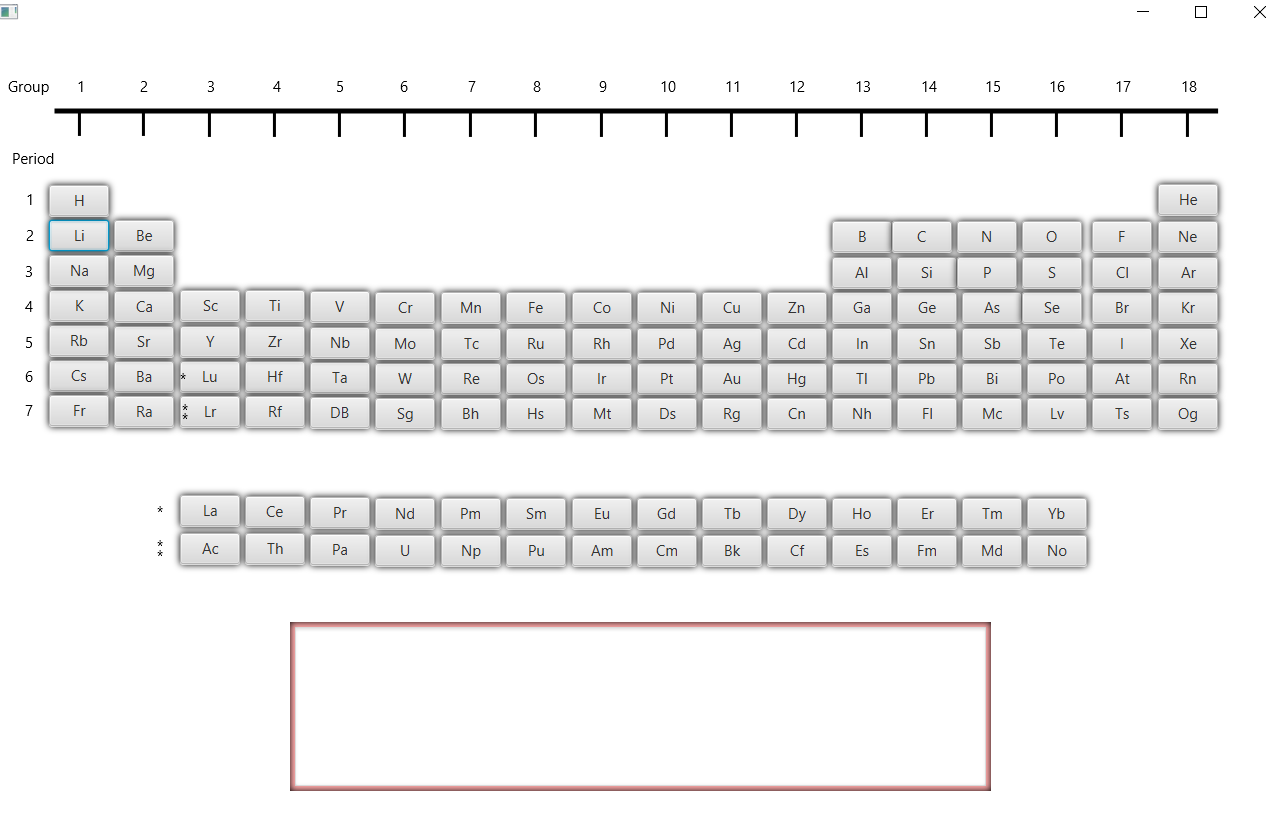 Group 1 2 3 4 5 6 7 8 9 10 11 12 13 14 15 16 17 18
Period
1 H He
2 Li Be B C N O F Ne
3 Na Mg Al Si P S Cl Ar
4 K Ca Sc Ti V Cr Mn Fe Co Ni Cu Zn Ga Ge As Se Br Kr
5 Rb Sr Y Zr Nb Mo Tc Ru Rh Pd Ag Cd In Sn Sb Te I Xe
6 Cs Ba * Lu Hf Ta W Re Os Ir Pt Au Hg Tl Pb Bi Po At Rn
7 Fr Ra ** Lr Rf DB Sg Bh Hs Mt Ds Rg Cn Nh Fl Mc Lv Ts Og
* La Ce Pr Nd Pm Sm Eu Gd Tb Dy Ho Er Tm Yb
** Ac Th Pa U Np Pu Am Cm Bk Cf Es Fm Md No